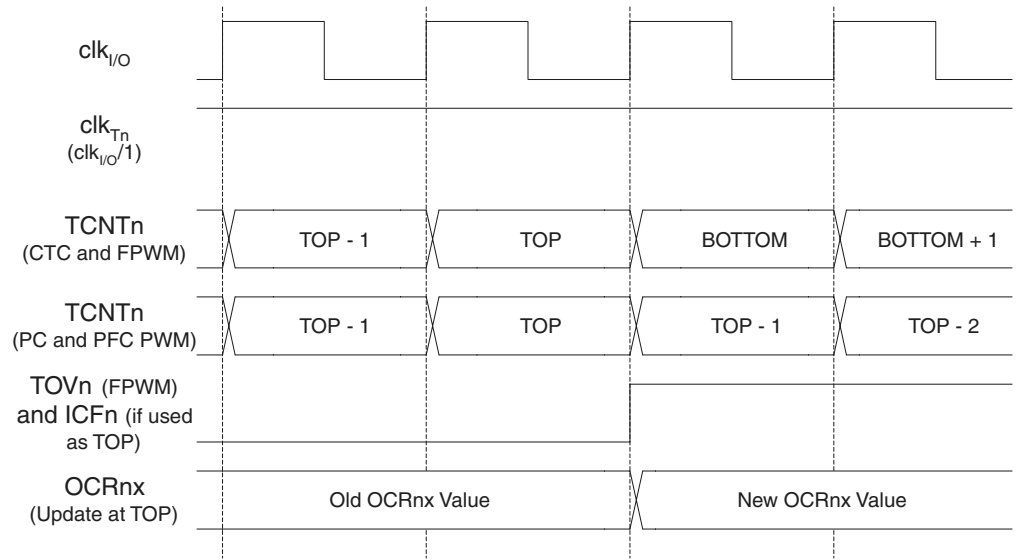 clkI/O
clkTn
(clkI/O/1)
TCNTn
(CTC and FPWM)
TOP - 1
TOP
BOTTOM
BOTTOM + 1
TCNTn
(PC and PFC PWM)
TOP - 1
TOP
TOP - 1
TOP - 2
TOVn (FPWM)
and ICFn (if used
as TOP)
OCRnx
(Update at TOP)
Old OCRnx Value
New OCRnx Value